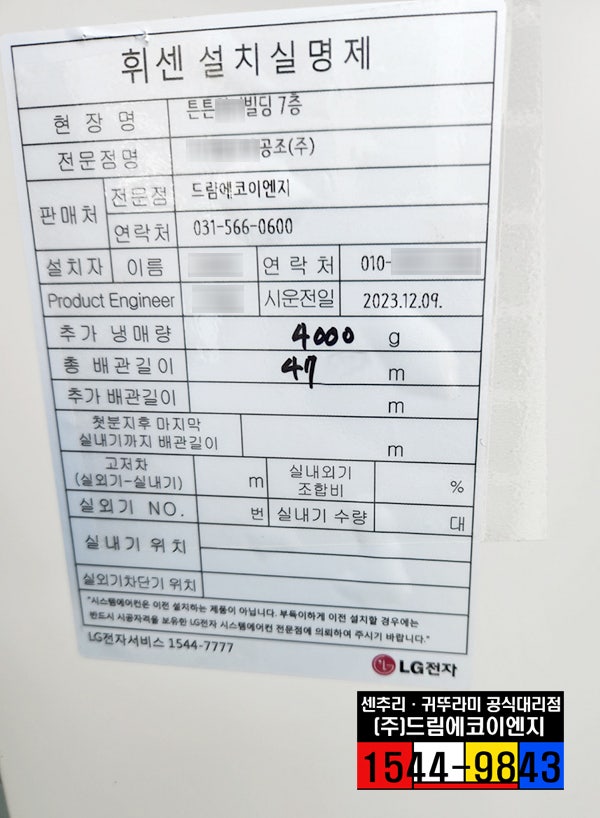 휘센 설치실명제
현 장 명 튼튼 빌딩 7층
전문점명 공조(주)
판매처 전문점 드림에코이엔지
연락처 031-566-0600
설치자 이름 연 락 처 010-
Product Engineer 시운전일 2023.12.09.
추가 냉매량 4000 g
총 배관길이 47 m
추가 배관길이 m
첫분지후 마지막
실내기까지 배관길이 m
고저차
(실외기-실내기) m 실내외기
조합비 %
실외기 NO. 번 실내기 수량 대
실내기 위치
실외기차단기 위치
"시스템에어컨은 이전 설치하는 제품이 아닙니다. 부득이하게 이전 설치할 경우에는
반드시 시공자격을 보유한 LG전자 시스템에어컨 전문점에 의뢰하여 주시기 바랍니다."
LG전자서비스 1544-7777
LG전자
센추리 · 귀뚜라미 공식대리점
(주)드림에코이엔지
1544-9843